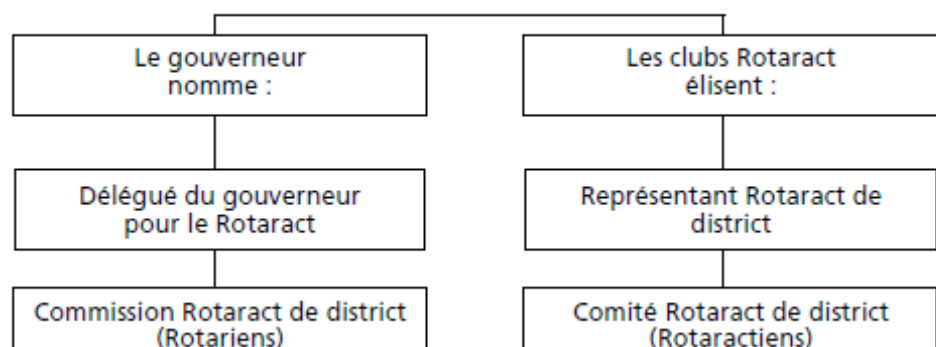 Le gouverneur
nomme :
Les clubs Rotaract
élisent :
Délégué du gouverneur
pour le Rotaract
Représentant Rotaract de
district
Commission Rotaract de district
(Rotariens)
Comité Rotaract de district
(Rotaractiens)